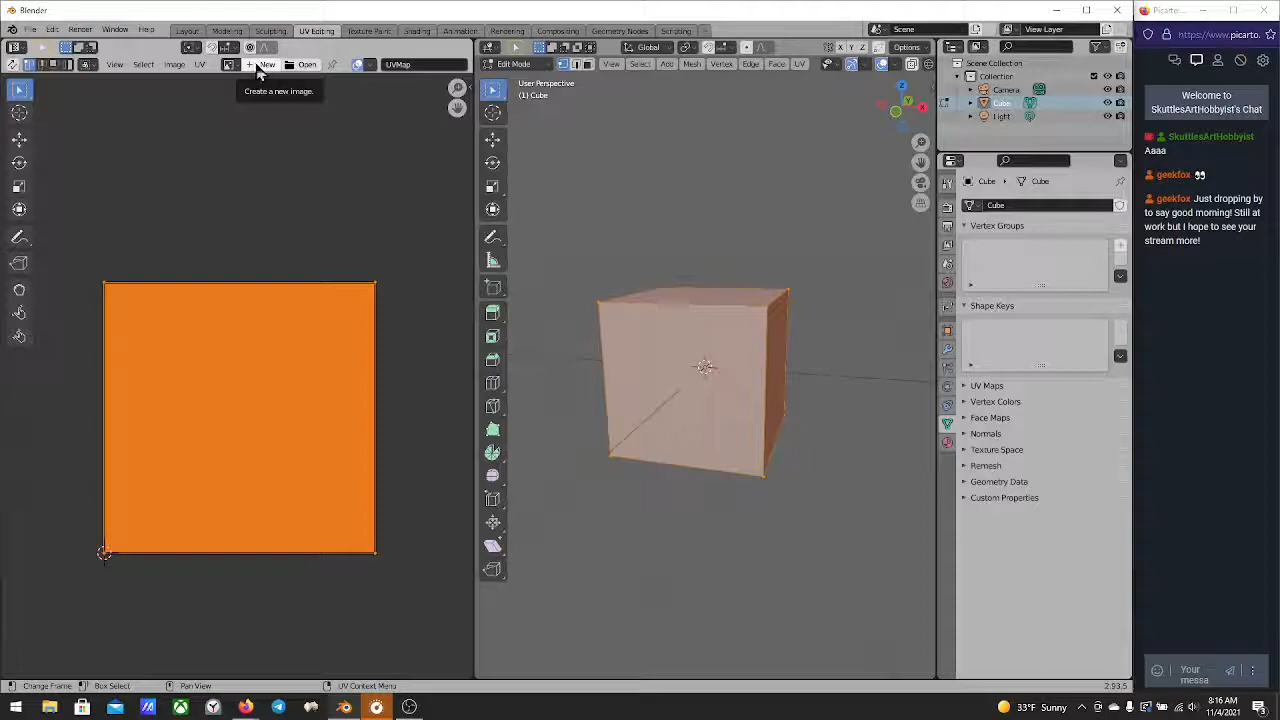 Blender
File Edit Render Window Help Layout Modeling Sculpting UV Editing Texture Paint Shading Animation Rendering Compositing Geometry Nodes Scripting Scene View Layer
Global X Y Z Options
View Select Image UV New Open UVMap
Create a new image.
Edit Mode View Select Add Mesh Vertex Edge Face UV
User Perspective
(1) Cube
Z
Y
X
Scene Collection
Collection
Camera
Cube
Light
Cube Cube
Cube
Vertex Groups
Shape Keys
UV Maps
Vertex Colors
Face Maps
Normals
Texture Space
Remesh
Geometry Data
Custom Properties
Change Frame Box Select Pan View UV Context Menu 2.93.5
https://www.picarto.
Welcome to
SkuttlesArtHobbyist's Chat
SkuttlesArtHobbyist
Aaaa
geekfox 👀
geekfox Just dropping by
to say good morning! Still at
work but I hope to see your
stream more!
Your
messa
33°F Sunny
8:16 AM
11/4/2021